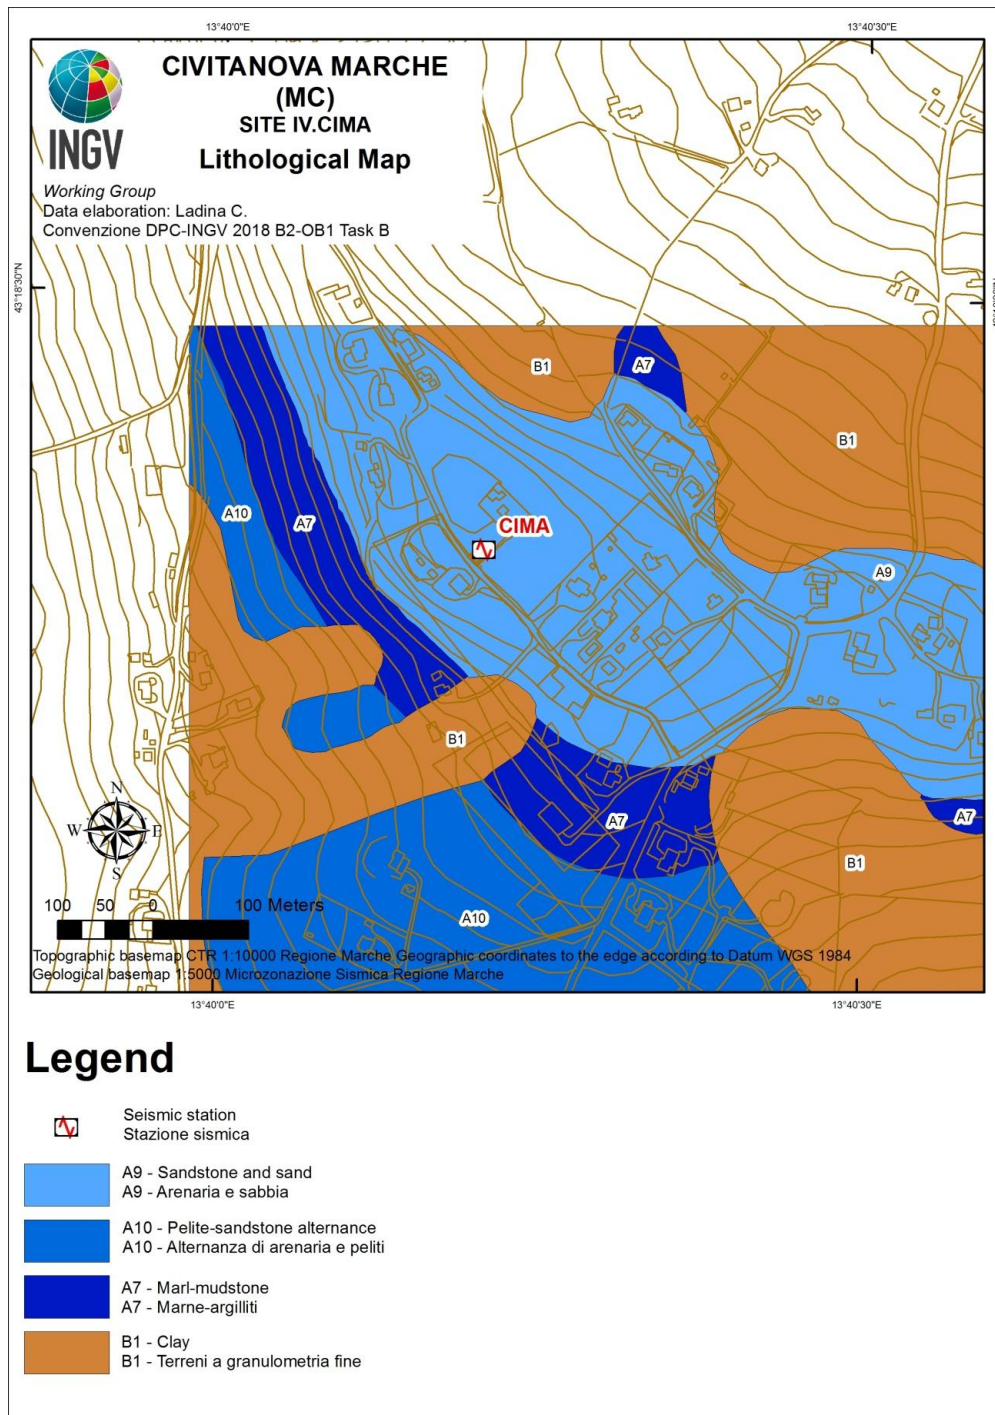 13°40'0"E 13°40'30"E
CIVITANOVA MARCHE
(MC)
SITE IV.CIMA
Lithological Map
INGV
Working Group
Data elaboration: Ladina C.
Convenzione DPC-INGV 2018 B2-OB1 Task B
43°18'30"N
B1
A7
B1
A10
A7
CIMA
A9
B1
A7
A7
B1
A10
N
W E
S
100 50 0 100 Meters
Topographic basemap CTR 1:10000 Regione Marche Geographic coordinates to the edge according to Datum WGS 1984
Geological basemap 1:5000 Microzonazione Sismica Regione Marche
13°40'0"E 13°40'30"E
Legend
Seismic station
Stazione sismica
A9 - Sandstone and sand
A9 - Arenaria e sabbia
A10 - Pelite-sandstone alternance
A10 - Alternanza di arenaria e peliti
A7 - Marl-mudstone
A7 - Marne-argilliti
B1 - Clay
B1 - Terreni a granulometria fine